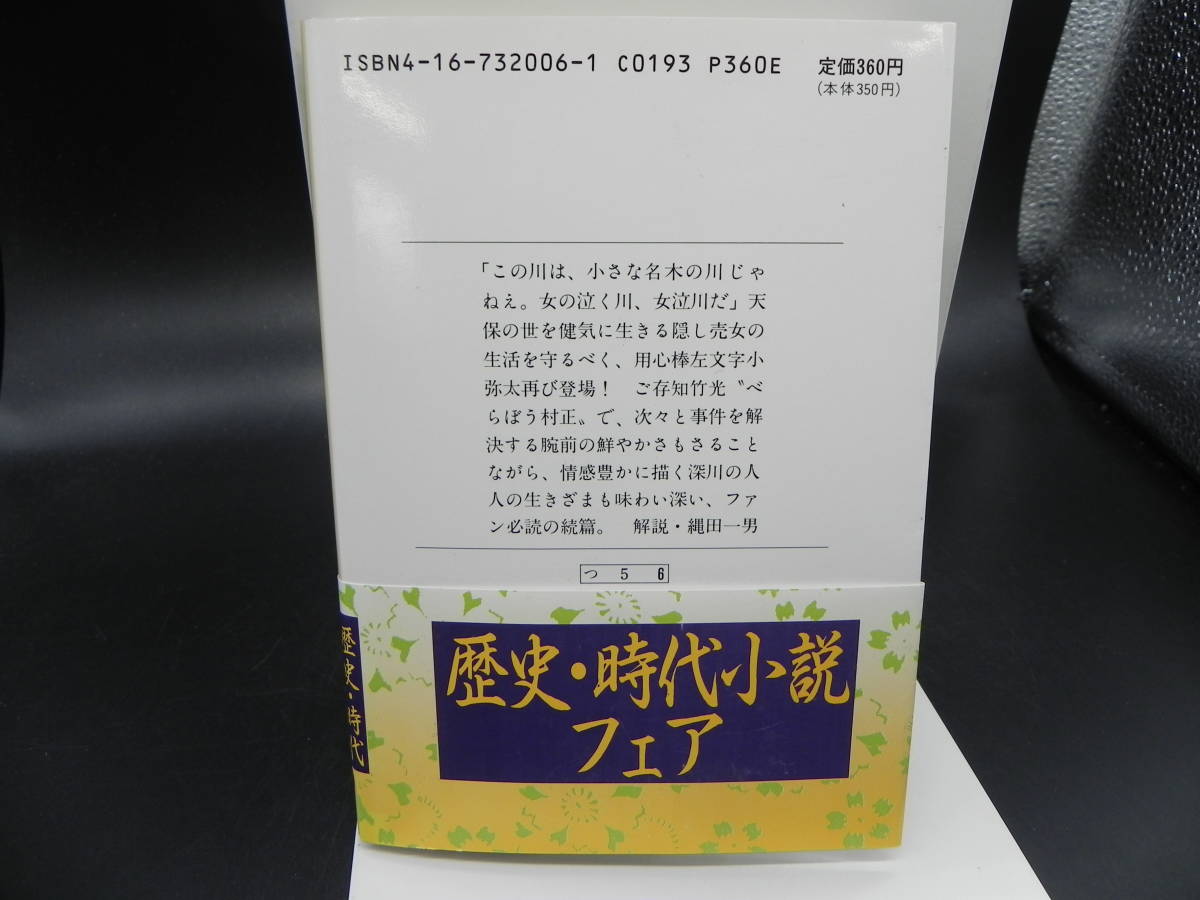 ISBN4-16-732006-1 C0193 P360E 定価360円
(本体350円)
「この川は、小さな名木の川じゃ
ねえ。女の泣く川、女泣川だ」天
保の世を健気に生きる隠し売女の
生活を守るべく、用心棒左文字小
弥太再び登場！　ご存知竹光〝べ
らぼう村正〟で、次々と事件を解
決する腕前の鮮やかさもさること
ながら、情感豊かに描く深川の人
人の生きざまも味わい深い、ファ
ン必読の続篇。　解説・縄田一男
つ 5 6
歴史・時代小説
フェア
歴史・時代